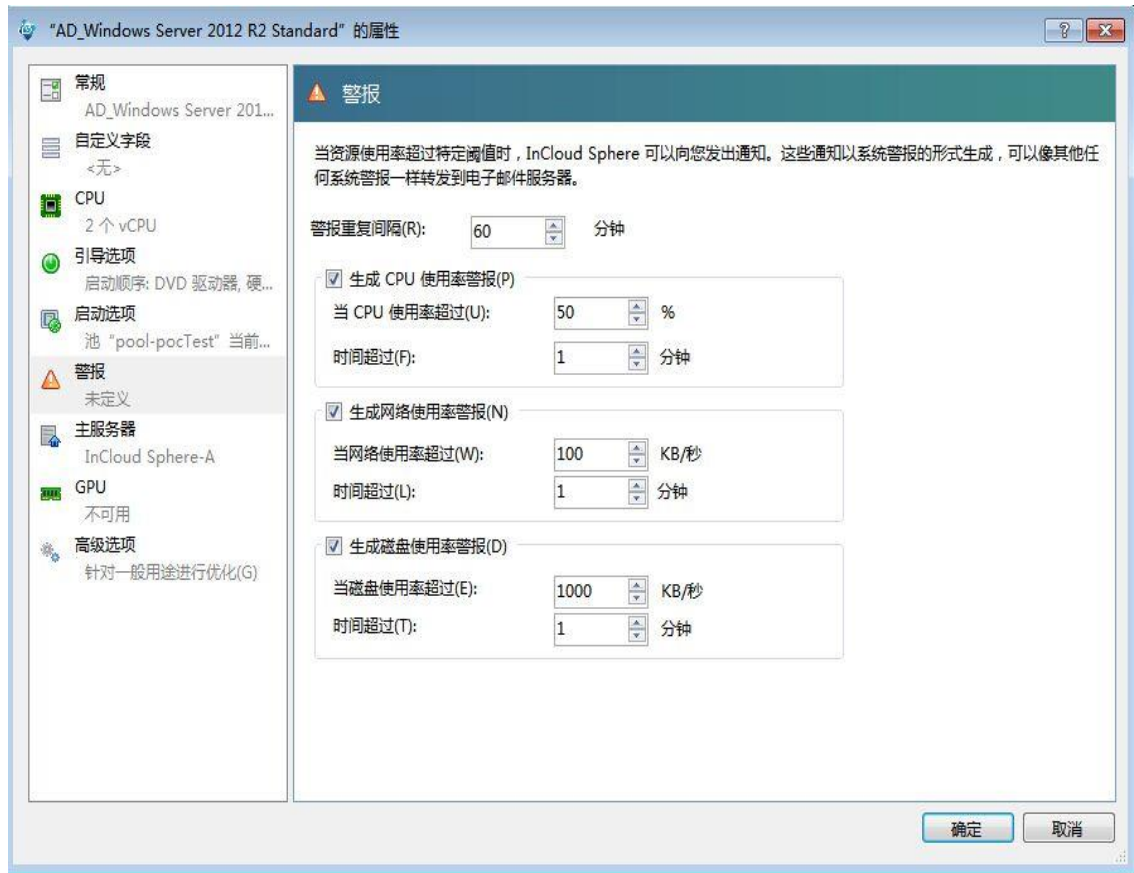 “AD_Windows Server 2012 R2 Standard”的属性
常规
AD_Windows Server 201...
自定义字段
<无>
CPU
2 个 vCPU
引导选项
启动顺序: DVD 驱动器, 硬...
启动选项
池“pool-pocTest”当前...
警报
未定义
主服务器
InCloud Sphere-A
GPU
不可用
高级选项
针对一般用途进行优化(G)
警报
当资源使用率超过特定阈值时，InCloud Sphere 可以向您发出通知。这些通知以系统警报的形式生成，可以像其他任
何系统警报一样转发到电子邮件服务器。
警报重复间隔(R): 60 分钟
生成 CPU 使用率警报(P)
当 CPU 使用率超过(U): 50 %
时间超过(F): 1 分钟
生成网络使用率警报(N)
当网络使用率超过(W): 100 KB/秒
时间超过(L): 1 分钟
生成磁盘使用率警报(D)
当磁盘使用率超过(E): 1000 KB/秒
时间超过(T): 1 分钟
确定 取消